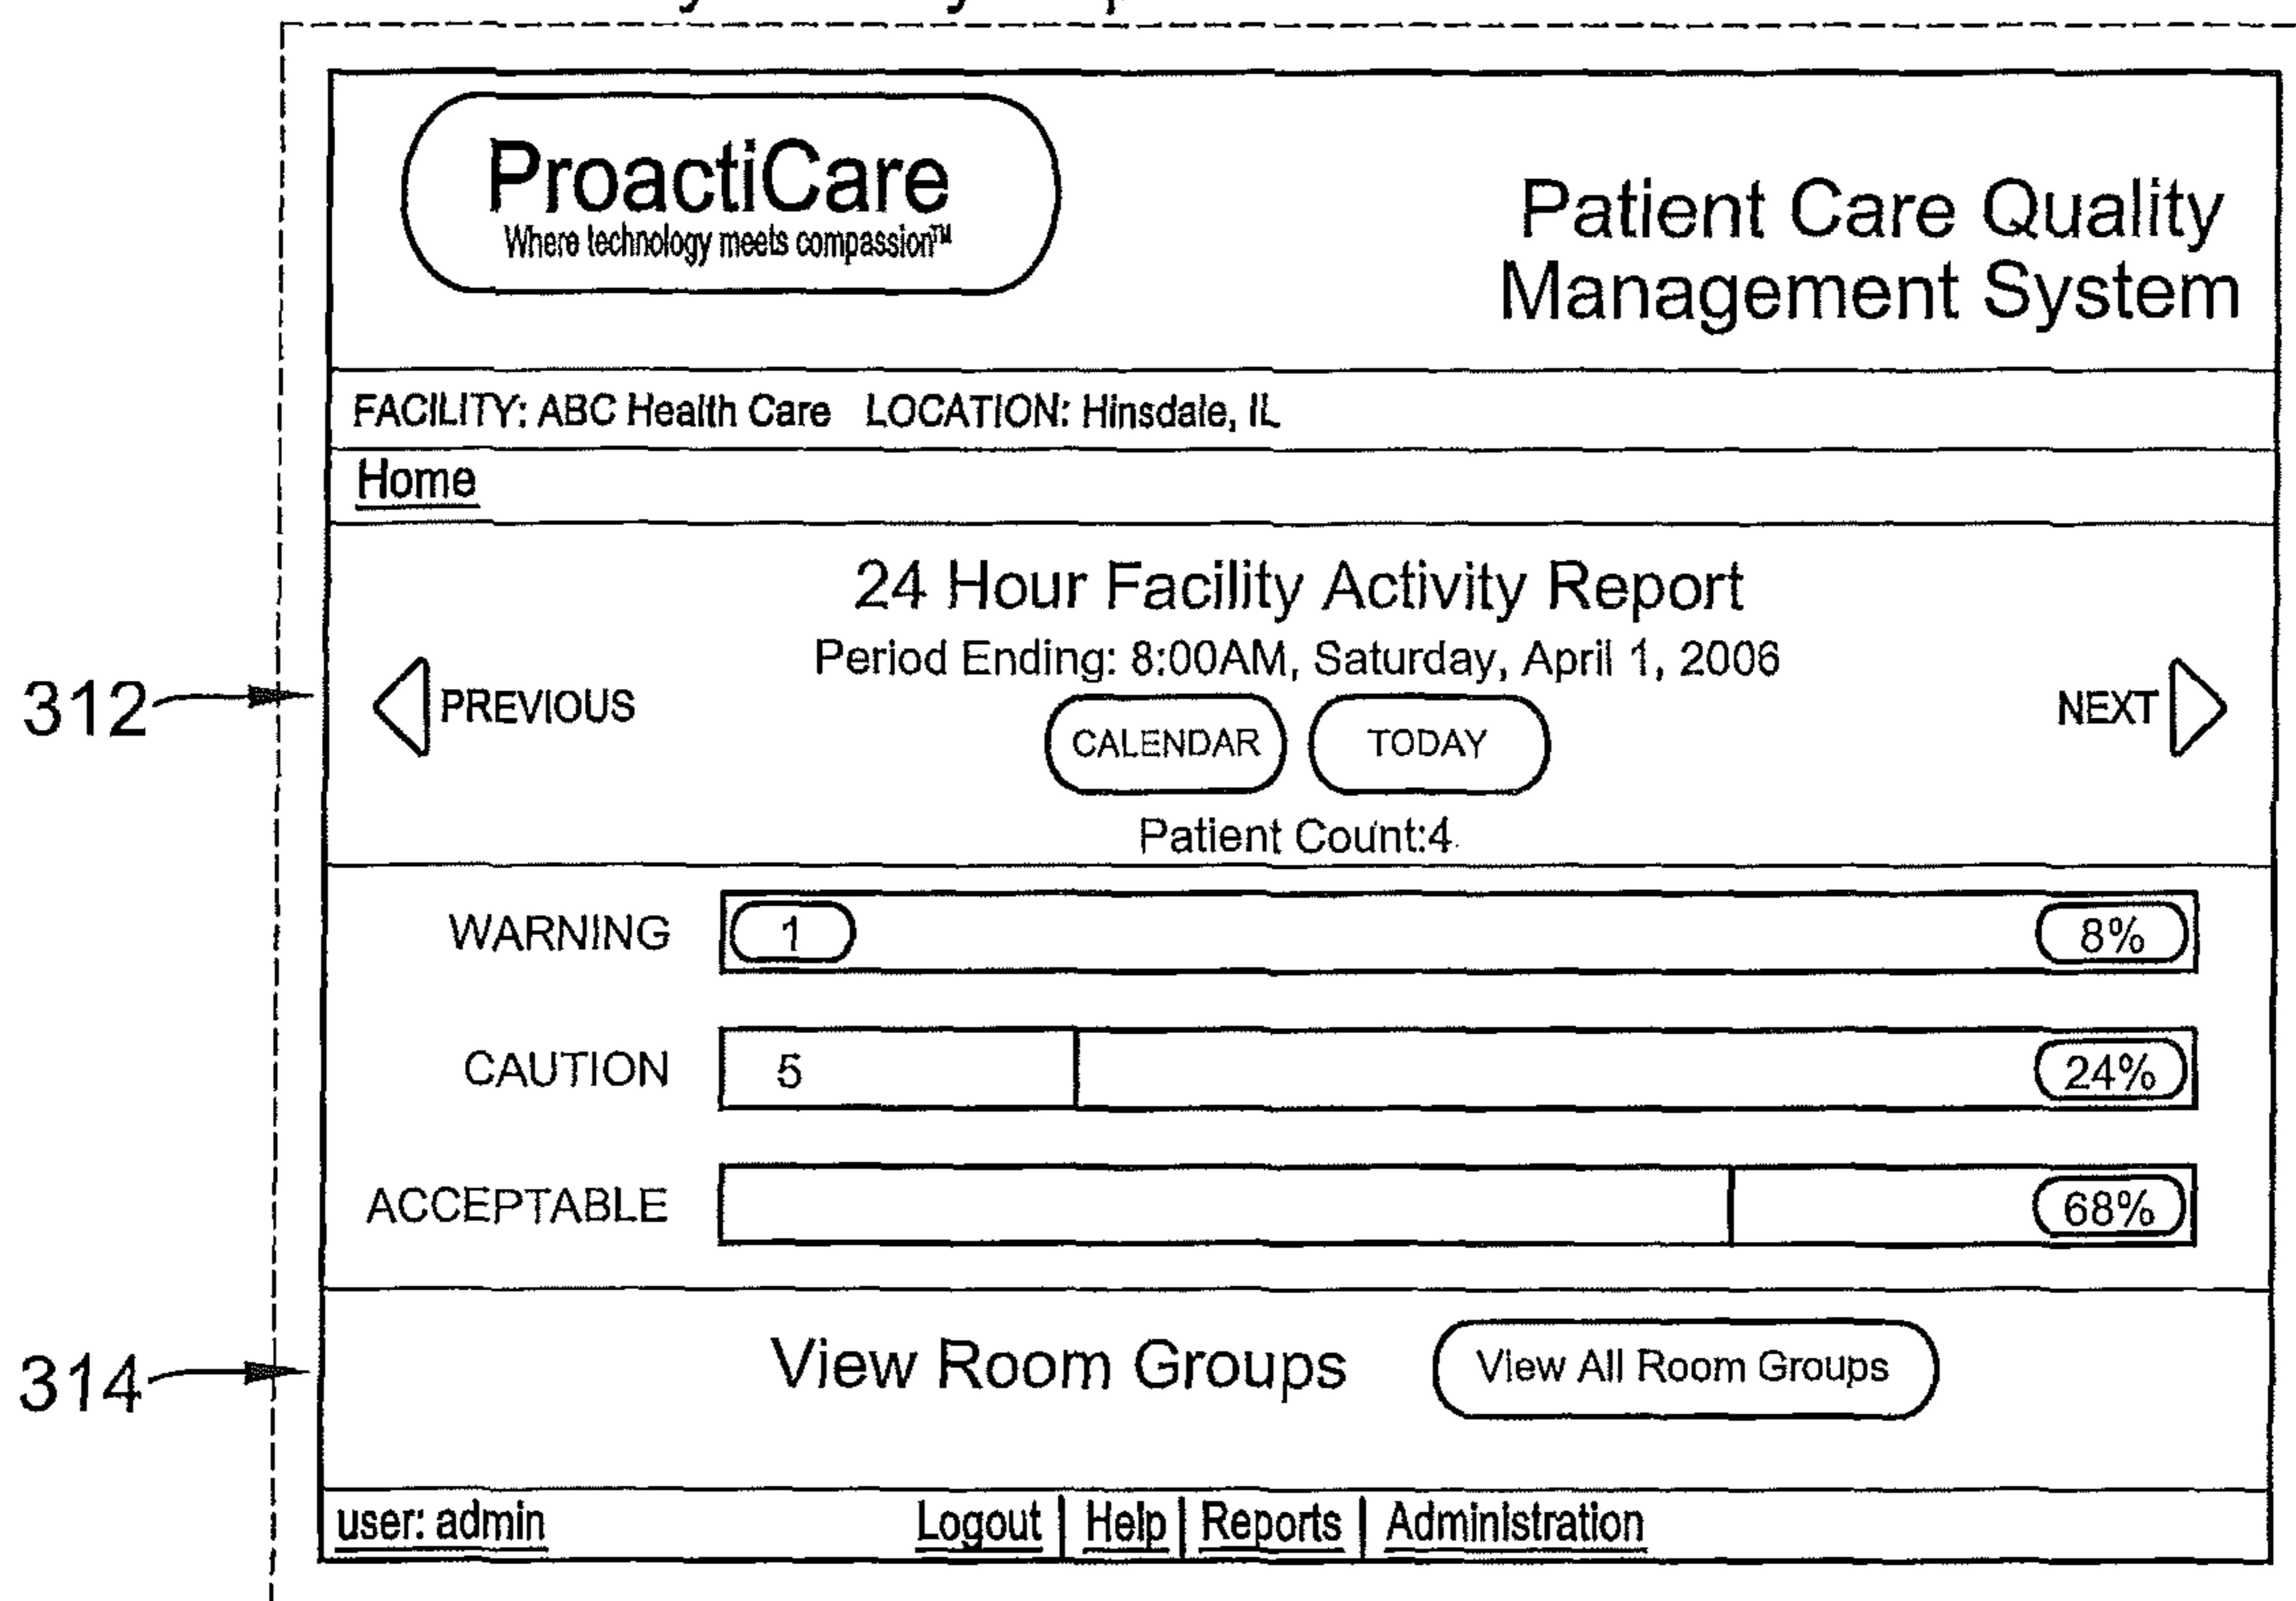 ProactiCare
Where technology meets compassion™
Patient Care Quality
Management System
FACILITY: ABC Health Care LOCATION: Hinsdale, IL
Home
24 Hour Facility Activity Report
Period Ending: 8:00AM, Saturday, April 1, 2006
312
PREVIOUS
NEXT
CALENDAR TODAY
Patient Count:4
WARNING 1 8%
CAUTION 5 24%
ACCEPTABLE 68%
314
View Room Groups View All Room Groups
user: admin Logout | Help | Reports | Administration